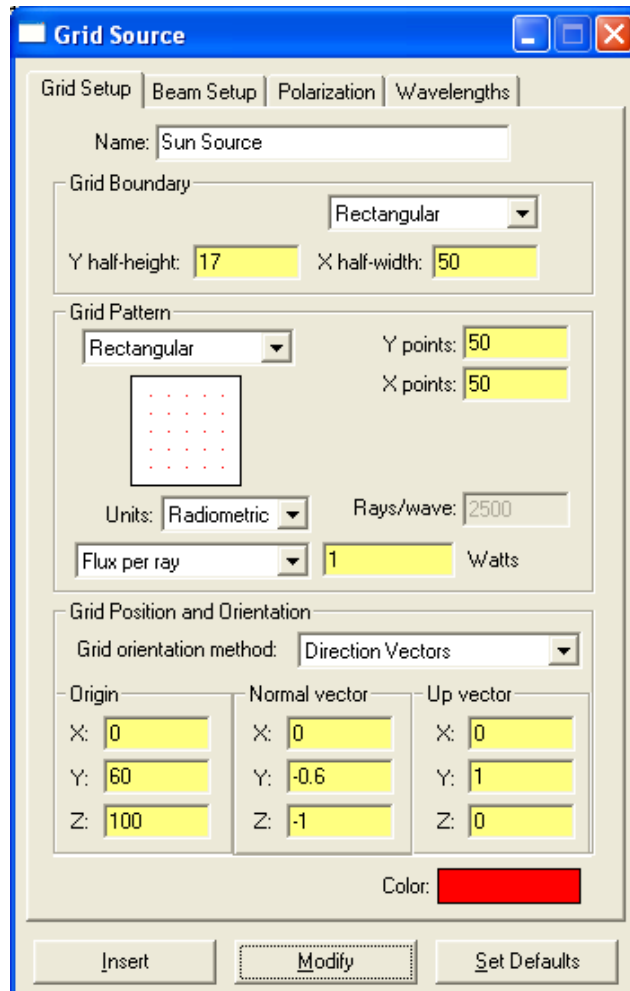 Grid Source
Grid Setup Beam Setup Polarization Wavelengths
Name: Sun Source
Grid Boundary
Rectangular
Y half-height: 17 X half-width: 50
Grid Pattern
Rectangular Y points: 50
X points: 50
Units: Radiometric Rays/wave: 2500
Flux per ray 1 Watts
Grid Position and Orientation
Grid orientation method: Direction Vectors
Origin Normal vector Up vector
X: 0 X: 0 X: 0
Y: 60 Y: -0.6 Y: 1
Z: 100 Z: -1 Z: 0
Color:
Insert Modify Set Defaults